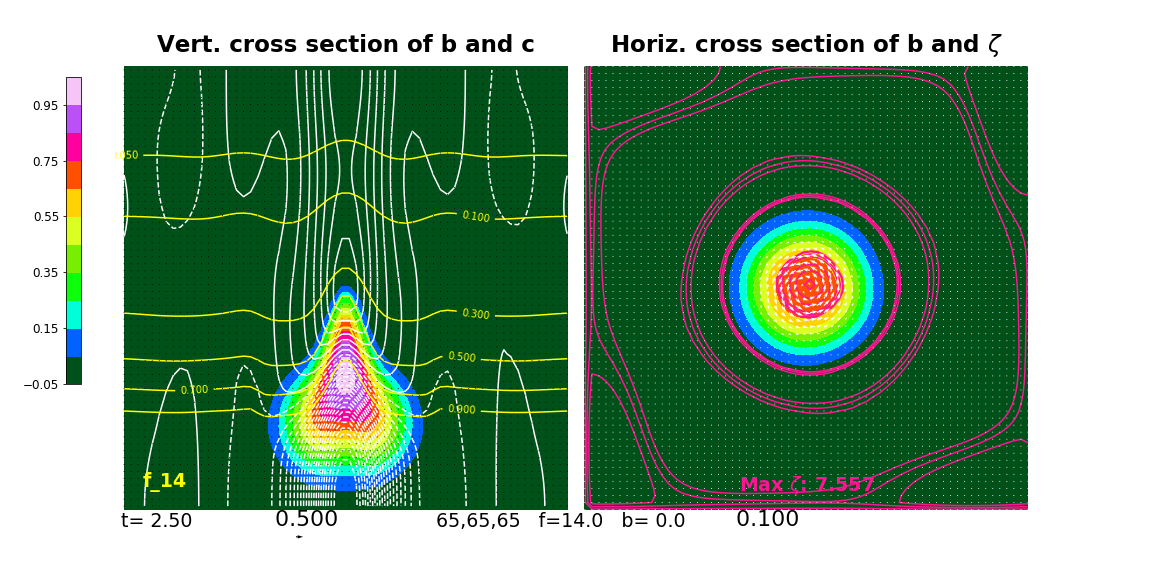 Vert. cross section of b and c
Horiz. cross section of b and ζ
0.95
0.75
0.55
0.35
0.15
−0.05
0.100
0.300
0.500
0.700
0.900
f_14
Max ζ: 7.557
t= 2.50
0.500
65,65,65
f=14.0
b= 0.0
0.100